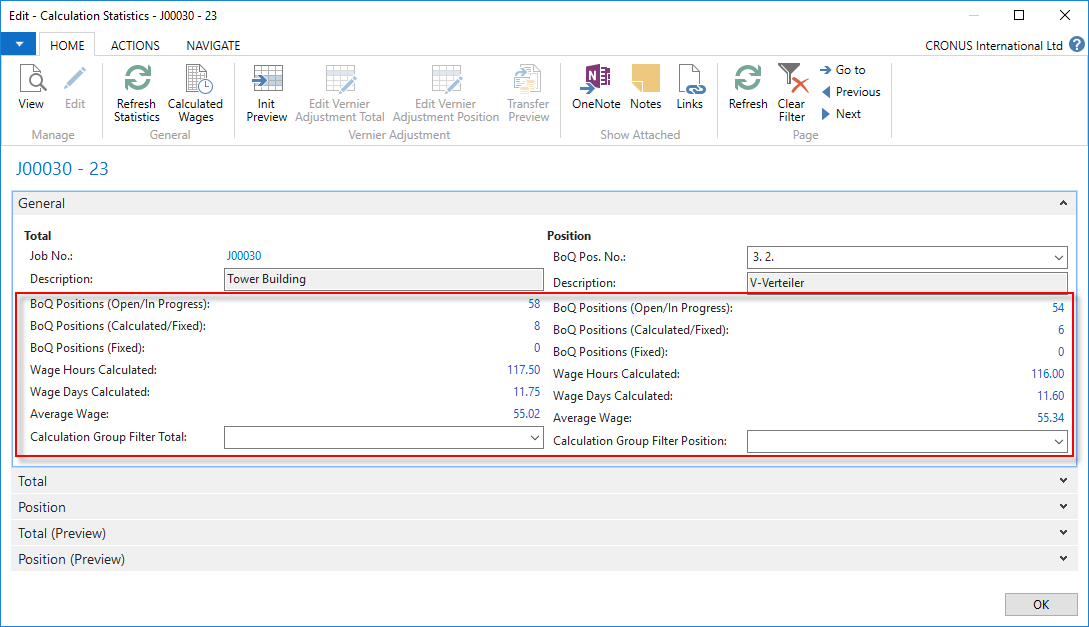 Edit - Calculation Statistics - J00030 - 23
HOME ACTIONS NAVIGATE CRONUS International Ltd ?
View
Edit
Manage
Refresh Statistics
Calculated Wages
General
Init Preview
Edit Vernier Adjustment Total
Edit Vernier Adjustment Position
Transfer Preview
Vernier Adjustment
OneNote
Notes
Links
Show Attached
Refresh
Clear Filter
Go to
Previous
Next
Page
J00030 - 23
General
Total
Job No.: J00030
Description: Tower Building
BoQ Positions (Open/In Progress): 58
BoQ Positions (Calculated/Fixed): 8
BoQ Positions (Fixed): 0
Wage Hours Calculated: 117.50
Wage Days Calculated: 11.75
Average Wage: 55.02
Calculation Group Filter Total:
Position
BoQ Pos. No.: 3. 2.
Description: V-Verteiler
BoQ Positions (Open/In Progress): 54
BoQ Positions (Calculated/Fixed): 6
BoQ Positions (Fixed): 0
Wage Hours Calculated: 116.00
Wage Days Calculated: 11.60
Average Wage: 55.34
Calculation Group Filter Position:
Total
Position
Total (Preview)
Position (Preview)
OK